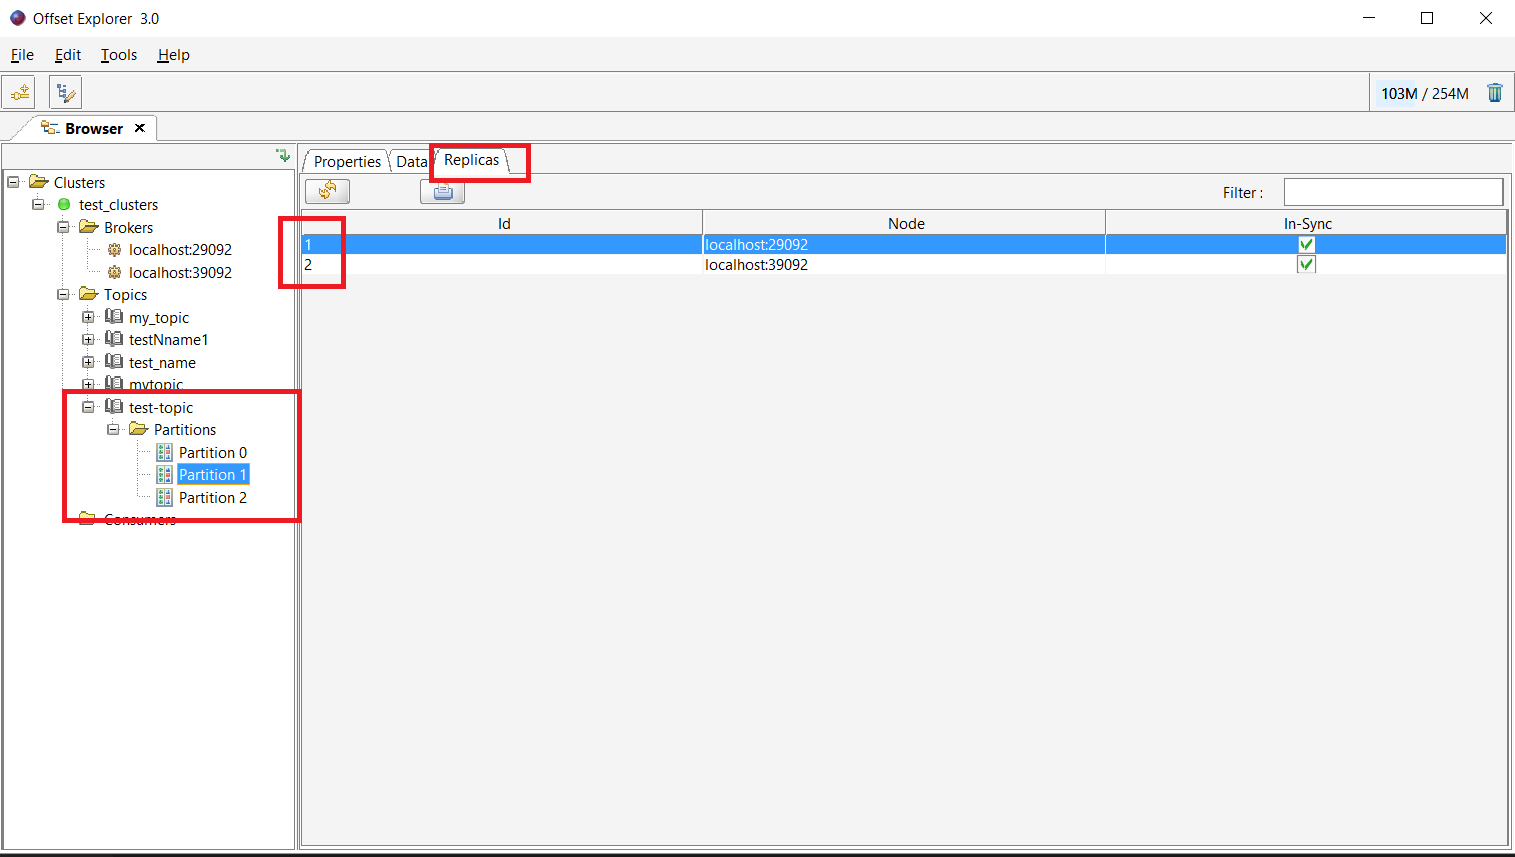 Offset Explorer 3.0
File Edit Tools Help
103M / 254M
Browser
Clusters
test_clusters
Brokers
localhost:29092
localhost:39092
Topics
my_topic
testNname1
test_name
mytopic
test-topic
Partitions
Partition 0
Partition 1
Partition 2
Consumers
Properties Data Replicas
Filter :
Id Node In-Sync
1 localhost:29092
2 localhost:39092